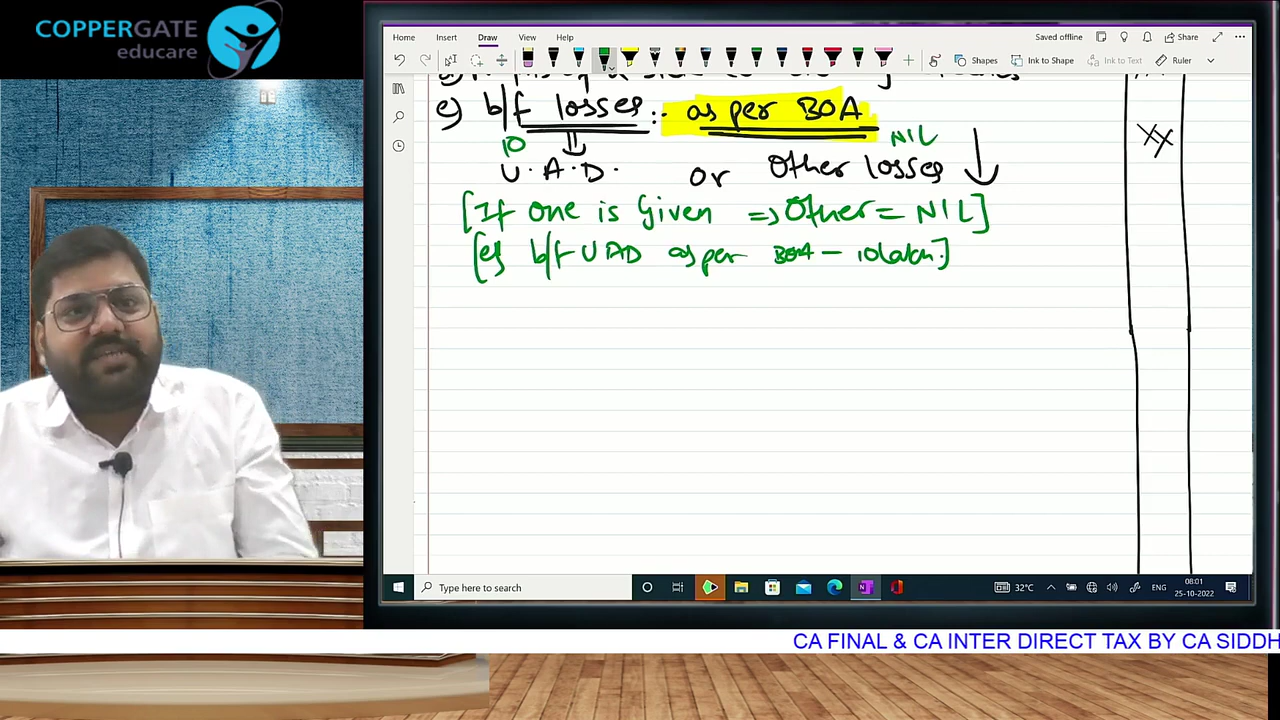 COPPERGATE
educare
Home Insert Draw View Help
Saved offline
Share
Shapes
Ink to Shape
Ink to Text
Ruler
e) b/f losses :- as per BOA
10
NIL
XX
U.A.D. or Other losses
[If one is Given => Other = NIL]
[eg b/f UAD as per BOA - 10 lakh.]
Type here to search
32°C
ENG
08:01
25-10-2022
CA FINAL & CA INTER DIRECT TAX BY CA SIDDH